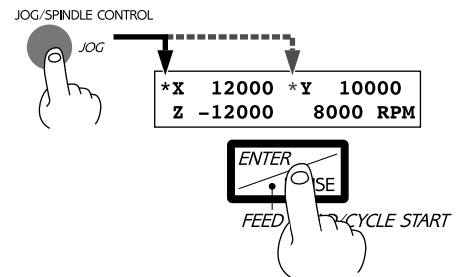 JOG/SPINDLE CONTROL
JOG
*X 12000 *Y 10000
Z -12000 8000 RPM
ENTER
FEED /CYCLE START